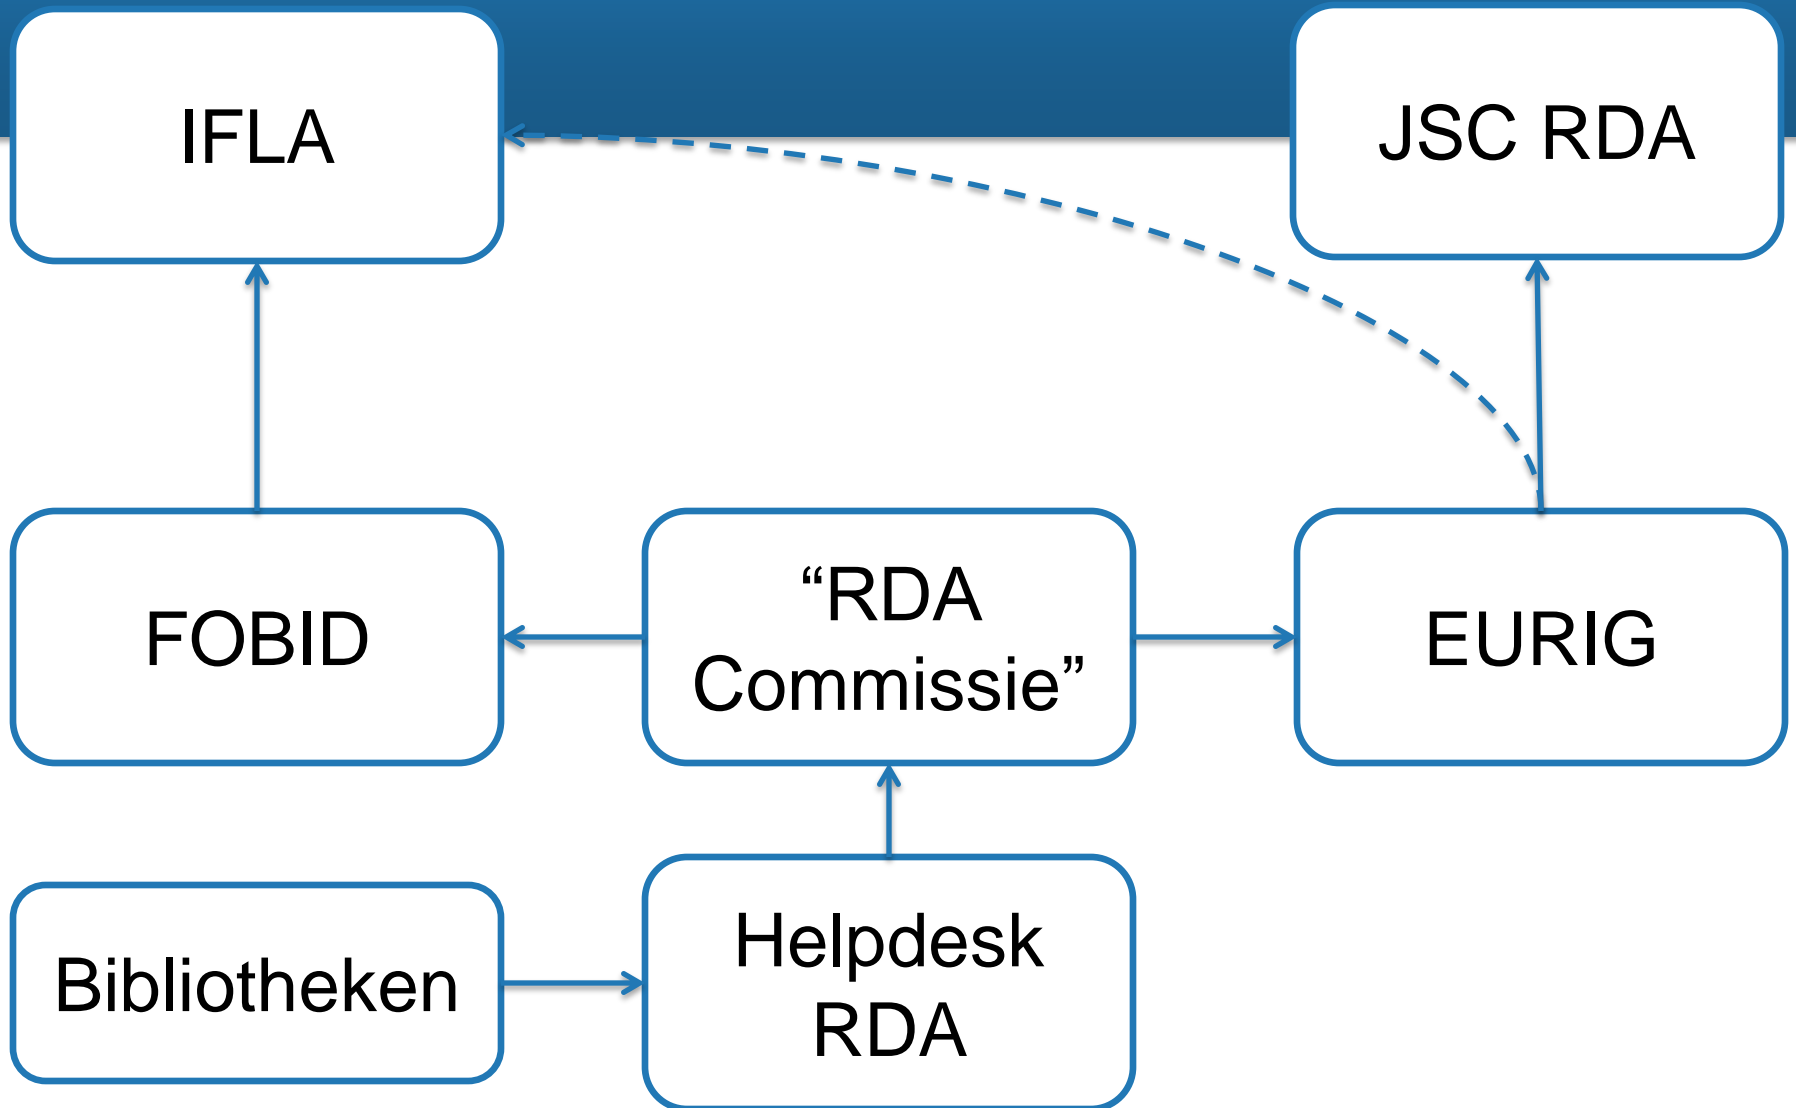 IFLA
JSC RDA
FOBID
“RDA
Commissie”
EURIG
Bibliotheken
Helpdesk
RDA